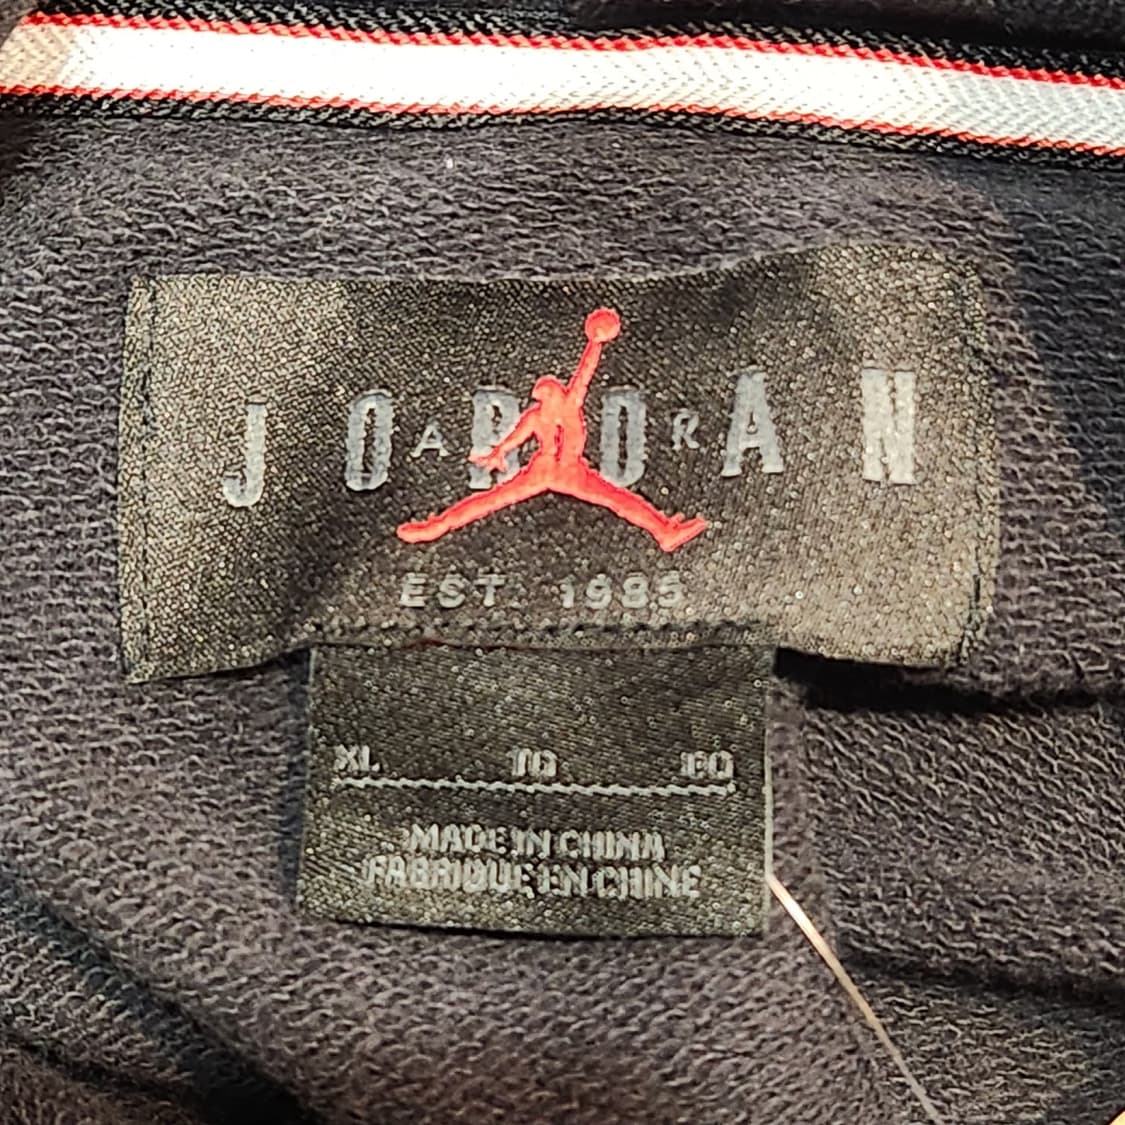 JORDAN
A R
EST. 1985
XL TG EG
MADE IN CHINA
FABRIQUE EN CHINE